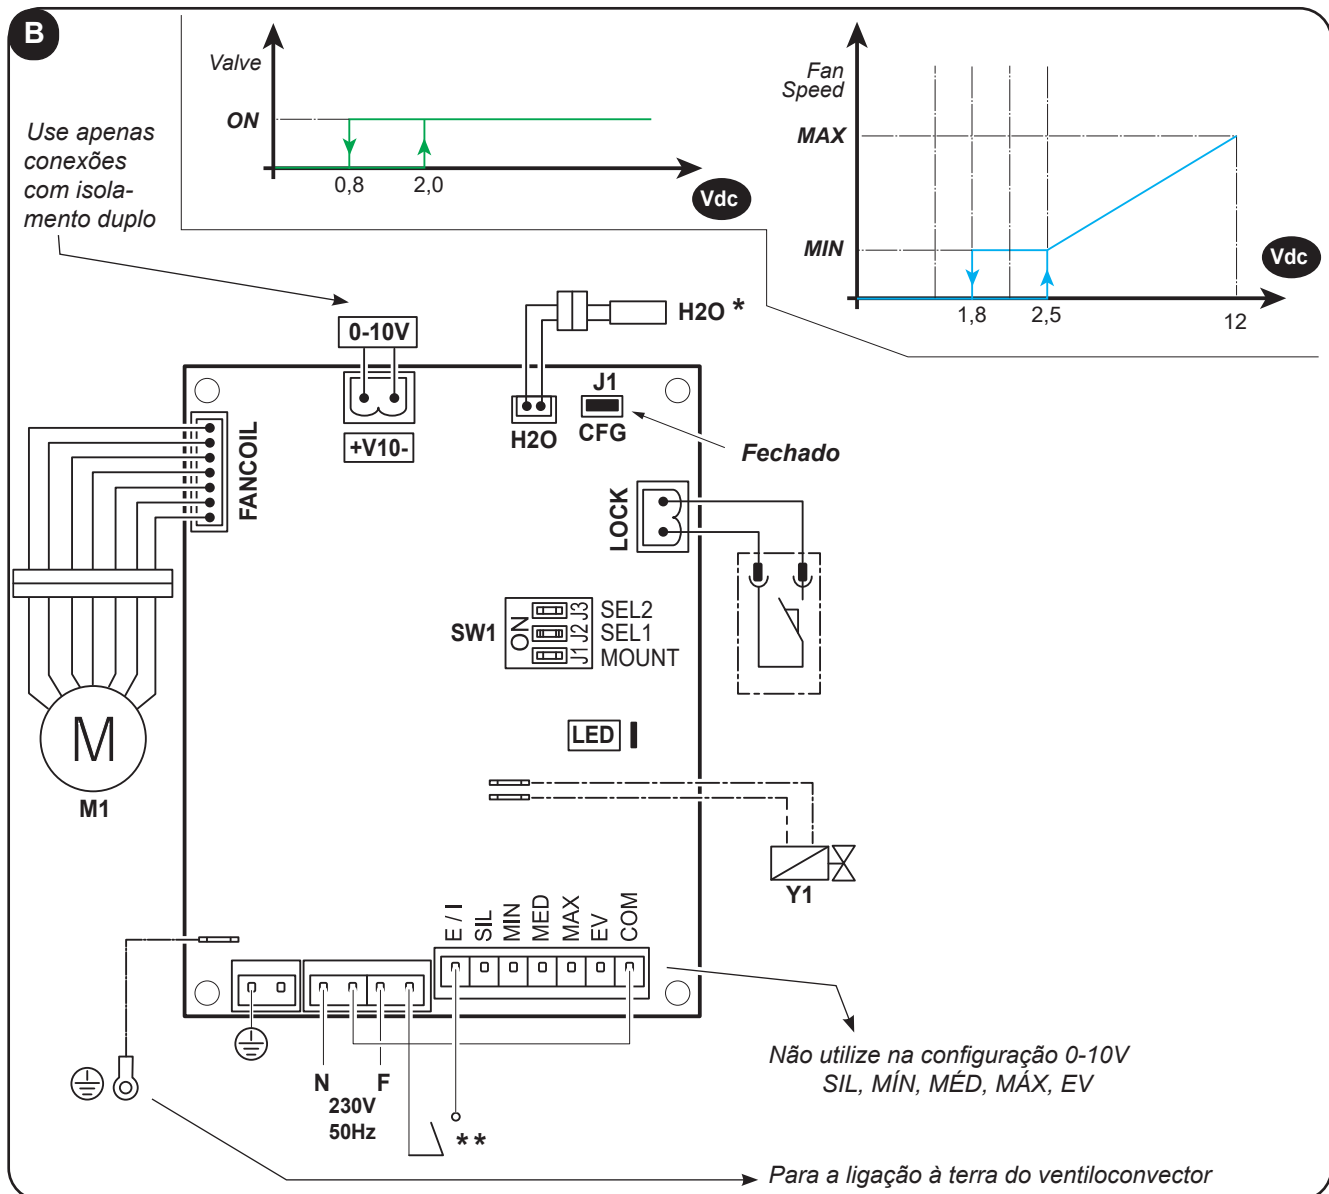 B
Valve
ON
0,8
2,0
Vdc
Fan
Speed
MAX
MIN
1,8
2,5
12
Vdc
Use apenas
conexões
com isola-
mento duplo
0-10V
+V10-
H2O *
H2O
J1
CFG
Fechado
FANCOIL
LOCK
SW1
ON
J3 SEL2
J2 SEL1
J1 MOUNT
LED
M
M1
Y1
E / I
SIL
MIN
MED
MAX
EV
COM
N
F
230V
50Hz
**
Não utilize na configuração 0-10V
SIL, MÍN, MÉD, MÁX, EV
Para a ligação à terra do ventiloconvector